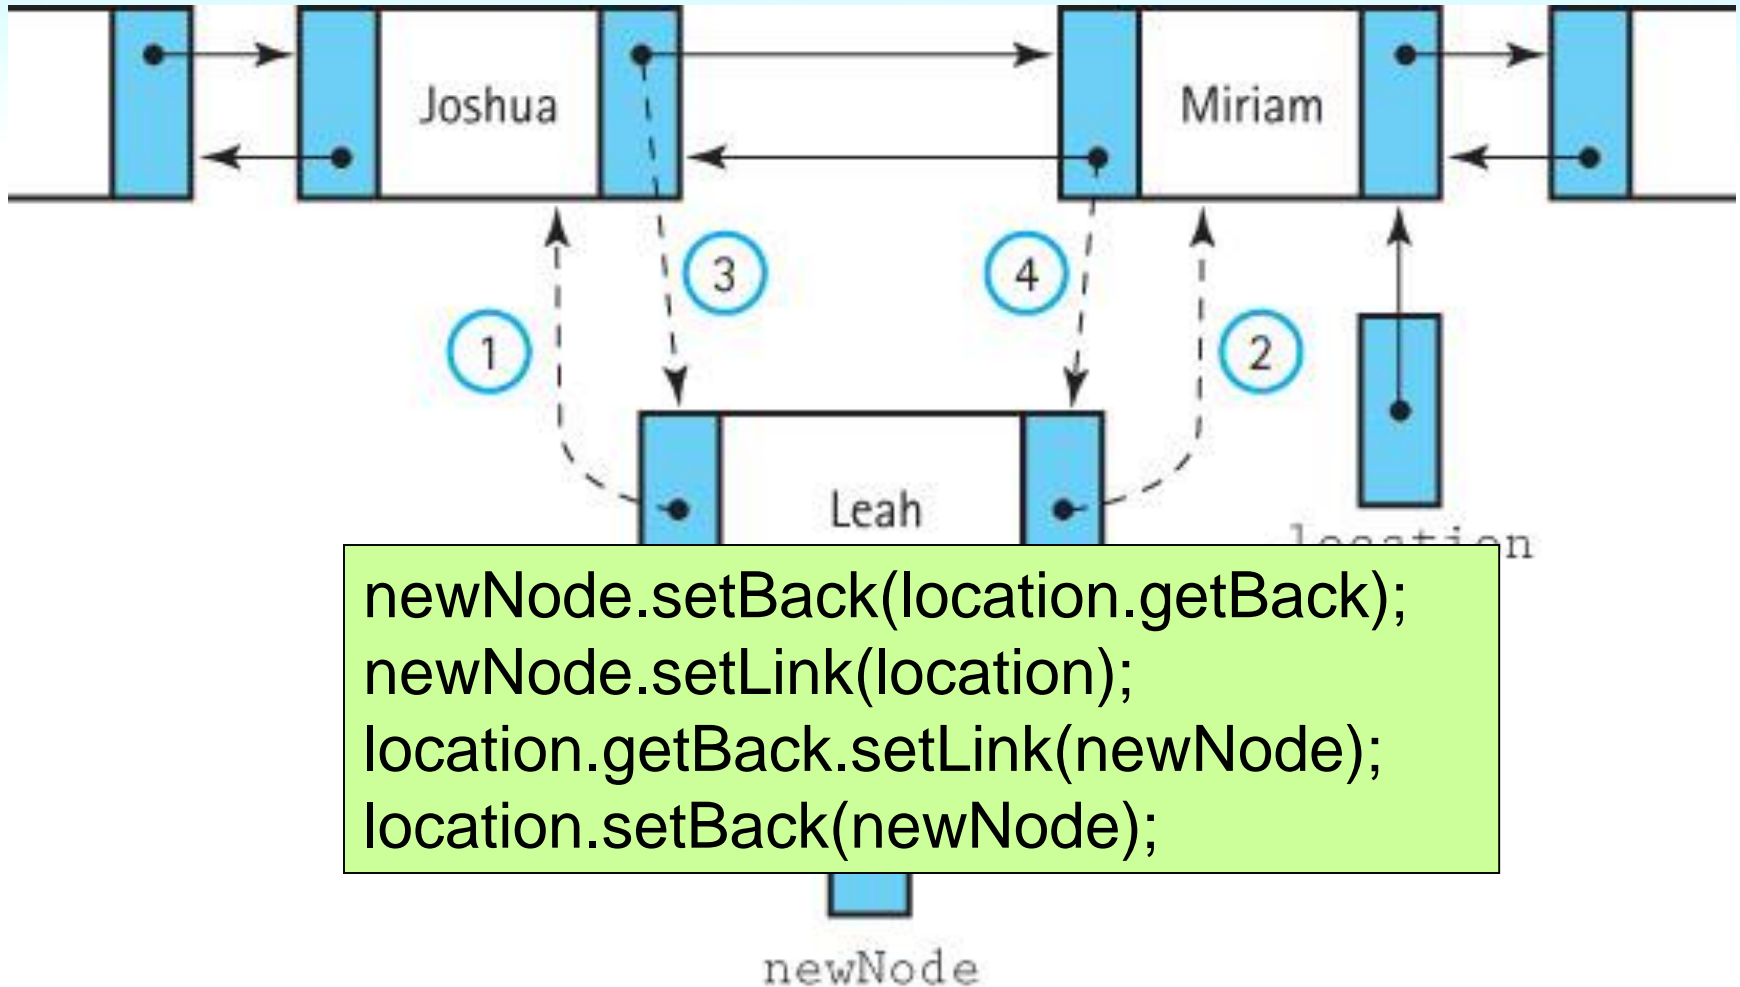 Joshua
Miriam
3
4
1
2
Leah
location
newNode.setBack(location.getBack);
newNode.setLink(location);
location.getBack.setLink(newNode);
location.setBack(newNode);
newNode